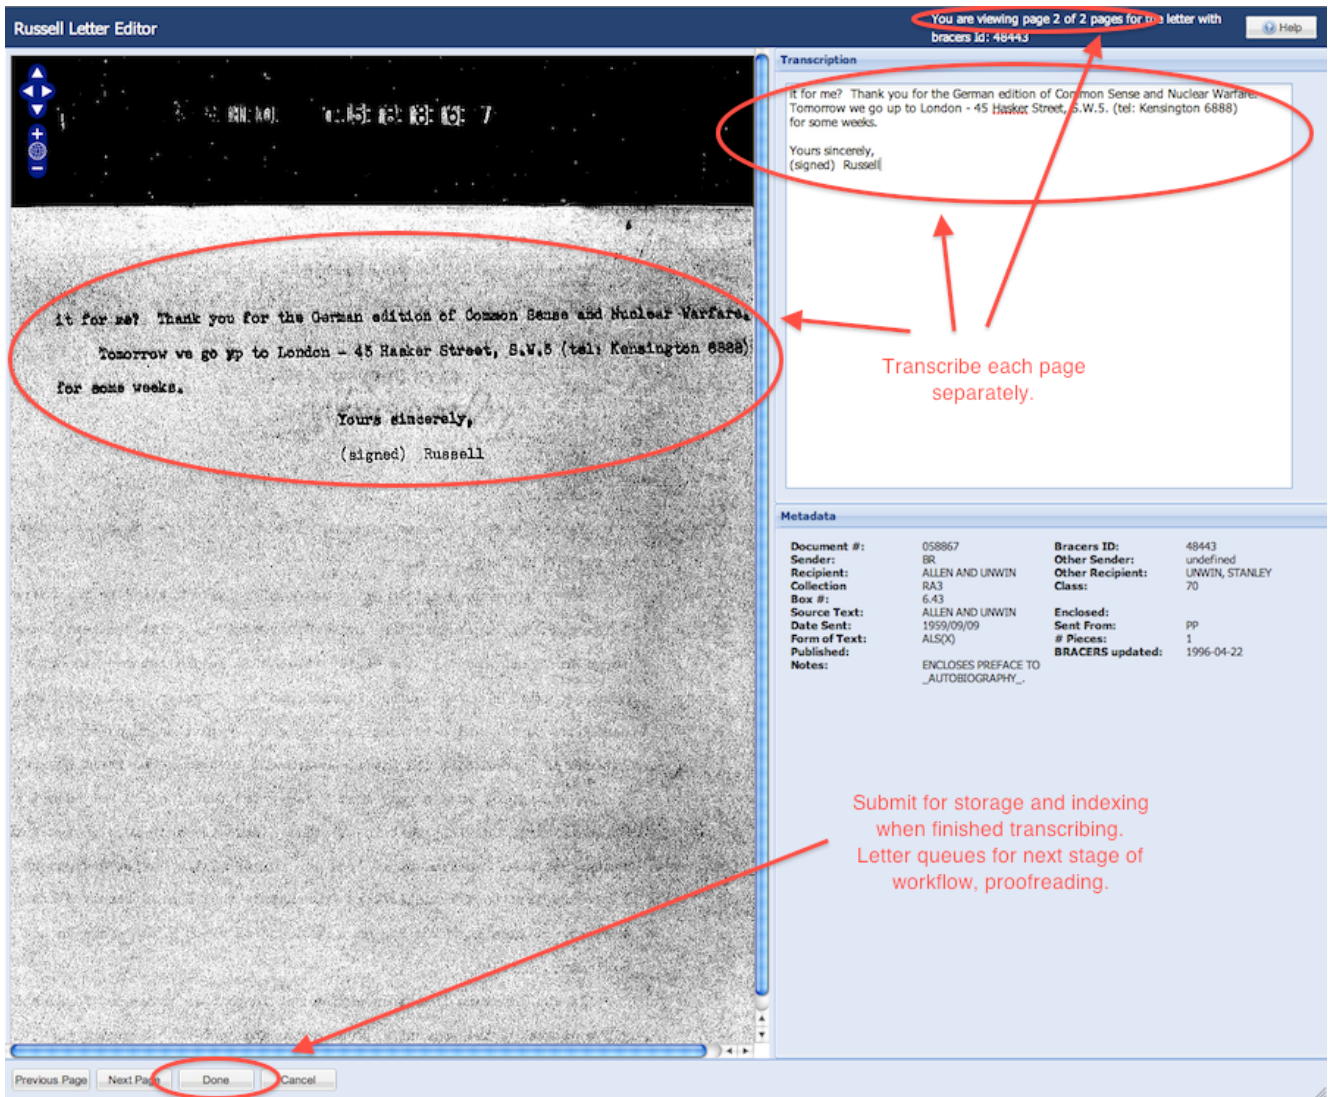 Russell Letter Editor
You are viewing page 2 of 2 pages for the letter with
bracers Id: 48443
Help
Transcription
it for me?  Thank you for the German edition of Common Sense and Nuclear Warfare.
Tomorrow we go up to London - 45 Hasker Street, S.W.5. (tel: Kensington 6888)
for some weeks.
Yours sincerely,
(signed)  Russell
it for me?  Thank you for the German edition of Common Sense and Nuclear Warfare.
Tomorrow we go up to London - 45 Hasker Street, S.W.5 (tel: Kensington 6888)
for some weeks.
Yours sincerely,
(signed)  Russell
Transcribe each page
separately.
Metadata
Document #: 058867 Bracers ID: 48443
Sender: BR Other Sender: undefined
Recipient: ALLEN AND UNWIN Other Recipient: UNWIN, STANLEY
Collection RA3 Class: 70
Box #: 6.43
Source Text: ALLEN AND UNWIN Enclosed:
Date Sent: 1959/09/09 Sent From: PP
Form of Text: ALS(X) # Pieces: 1
Published: BRACERS updated: 1996-04-22
Notes: ENCLOSES PREFACE TO
_AUTOBIOGRAPHY_.
Submit for storage and indexing
when finished transcribing.
Letter queues for next stage of
workflow, proofreading.
Previous Page Next Page Done Cancel